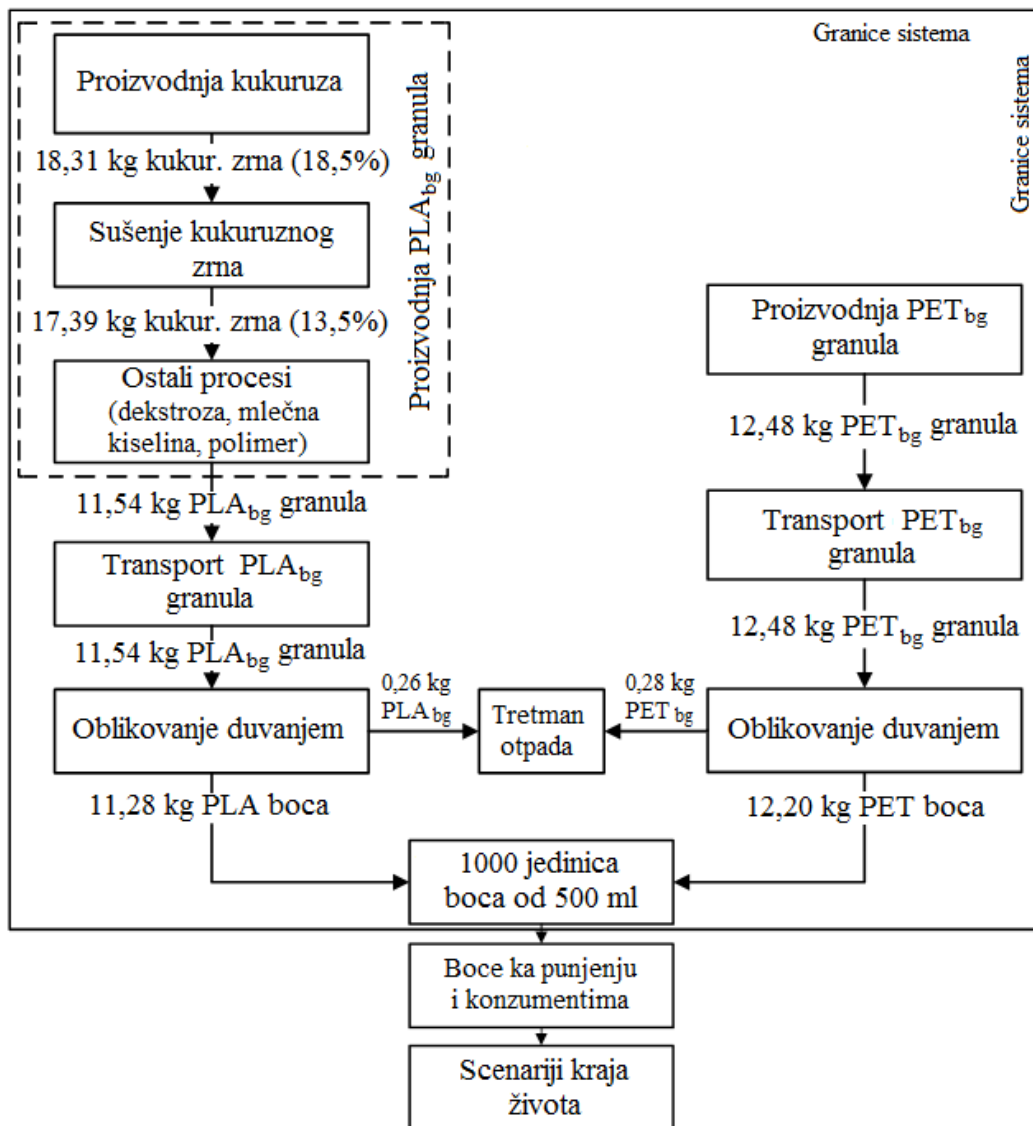 Granice sistema
Granice sistema
Proizvodnja kukuruza
18,31 kg kukur. zrna (18,5%)
Sušenje kukuruznog
zrna
17,39 kg kukur. zrna (13,5%)
Ostali procesi
(dekstroza, mlečna
kiselina, polimer)
Proizvodnja PLAbg granula
11,54 kg PLAbg granula
Transport PLAbg
granula
11,54 kg PLAbg granula
Oblikovanje duvanjem
0,26 kg
PLAbg
11,28 kg PLA boca
Proizvodnja PETbg
granula
12,48 kg PETbg granula
Transport PETbg
granula
12,48 kg PETbg granula
Oblikovanje duvanjem
0,28 kg
PETbg
12,20 kg PET boca
Tretman
otpada
1000 jedinica
boca od 500 ml
Boce ka punjenju
i konzumentima
Scenariji kraja
života